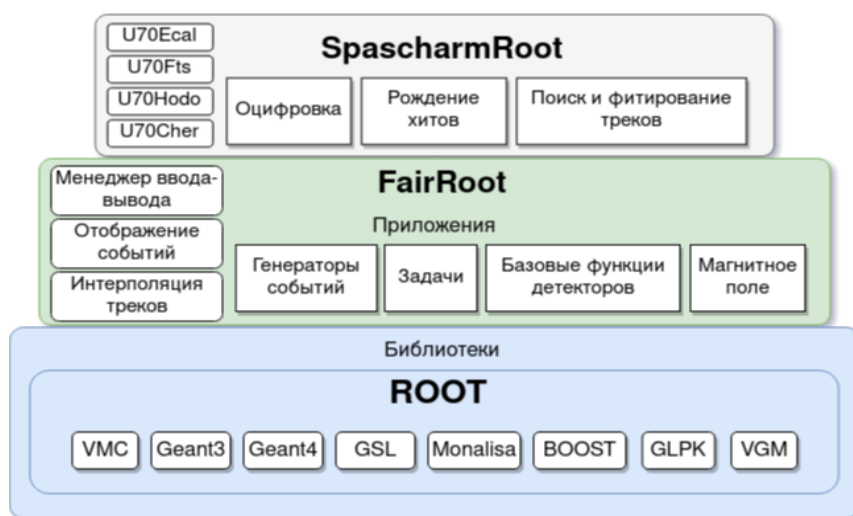 U70Ecal
U70Fts
U70Hodo
U70Cher
SpascharmRoot
Оцифровка
Рождение
хитов
Поиск и фитирование
треков
Менеджер ввода-
вывода
Отображение
событий
Интерполяция
треков
FairRoot
Приложения
Генераторы
событий
Задачи
Базовые функции
детекторов
Магнитное
поле
Библиотеки
ROOT
VMC
Geant3
Geant4
GSL
Monalisa
BOOST
GLPK
VGM